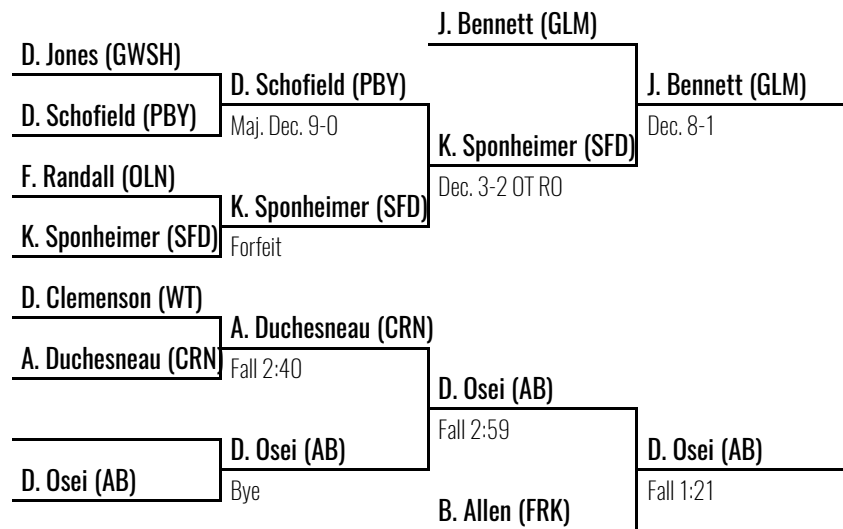 J. Bennett (GLM)
D. Jones (GWSH)
D. Schofield (PBY)
J. Bennett (GLM)
D. Schofield (PBY)
Maj. Dec. 9-0
Dec. 8-1
K. Sponheimer (SFD)
F. Randall (OLN)
Dec. 3-2 OT RO
K. Sponheimer (SFD)
K. Sponheimer (SFD)
Forfeit
D. Clemenson (WT)
A. Duchesneau (CRN)
A. Duchesneau (CRN)
Fall 2:40
D. Osei (AB)
Fall 2:59
D. Osei (AB)
D. Osei (AB)
D. Osei (AB)
Bye
Fall 1:21
B. Allen (FRK)